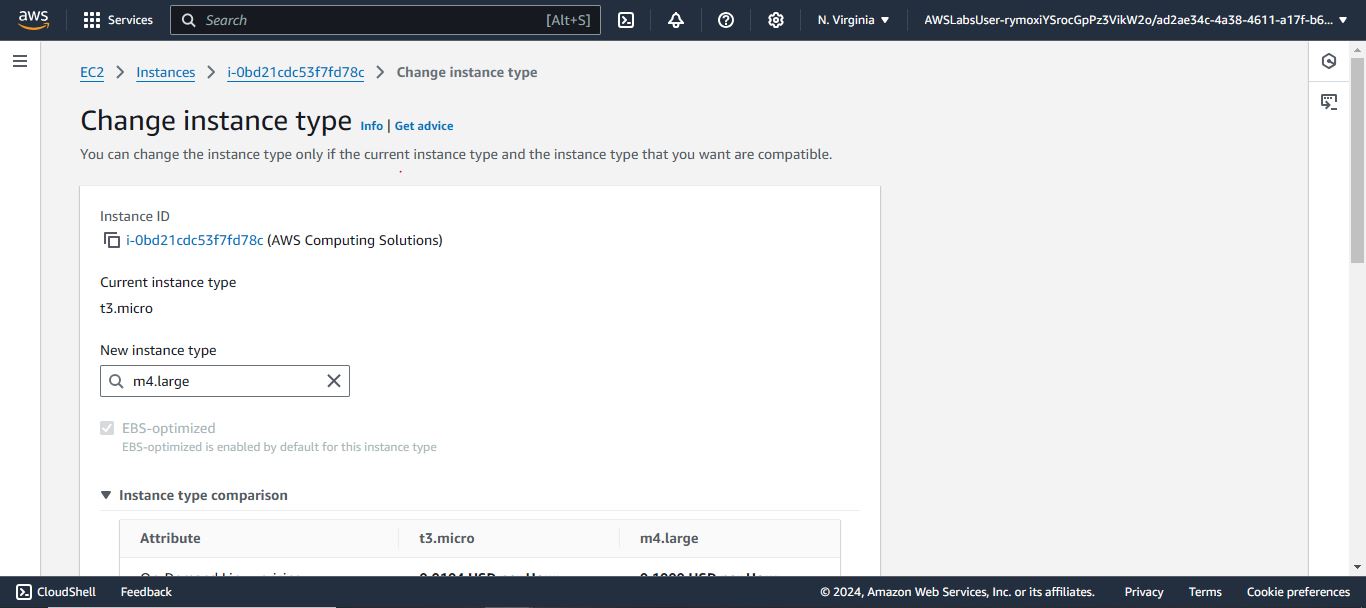 aws
Services
Search
[Alt+S]
N. Virginia
AWSLabsUser-rymoxiYSrocGpPz3VikW2o/ad2ae34c-4a38-4611-a17f-b6...
EC2
Instances
i-0bd21cdc53f7fd78c
Change instance type
Change instance type
Info | Get advice
You can change the instance type only if the current instance type and the instance type that you want are compatible.
Instance ID
i-0bd21cdc53f7fd78c (AWS Computing Solutions)
Current instance type
t3.micro
New instance type
m4.large
EBS-optimized
EBS-optimized is enabled by default for this instance type
Instance type comparison
Attribute
t3.micro
m4.large
CloudShell
Feedback
© 2024, Amazon Web Services, Inc. or its affiliates.
Privacy
Terms
Cookie preferences